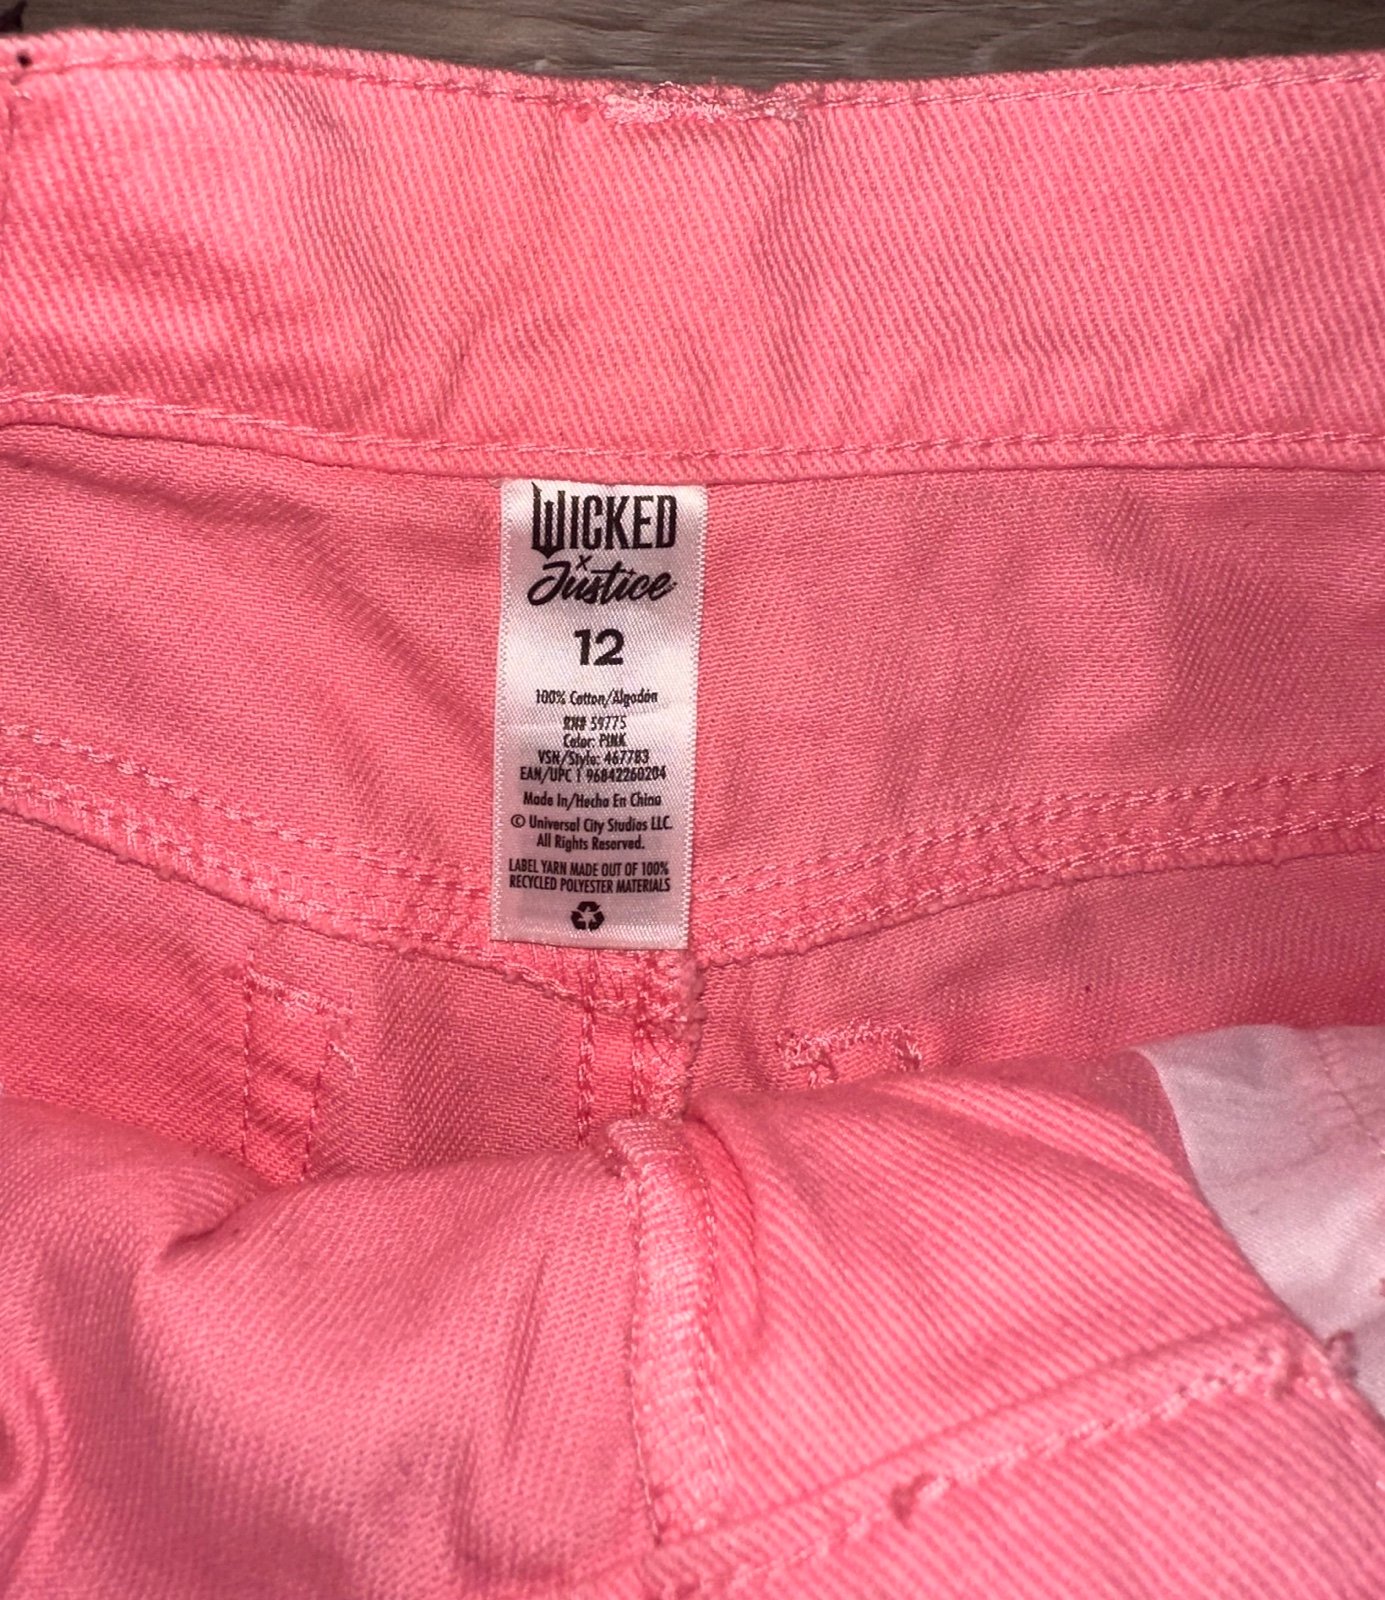 WICKED
x
Justice
12
100% Cotton/Algodón
RN# 59775
Color: PINK
VSN/Style: 467783
EAN/UPC 1 96842260204
Made In/Hecho En China
© Universal City Studios LLC.
All Rights Reserved.
LABEL YARN MADE OUT OF 100%
RECYCLED POLYESTER MATERIALS